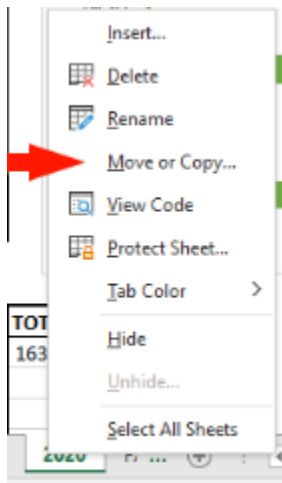 Insert...
Delete
Rename
Move or Copy...
View Code
Protect Sheet...
Tab Color
TOT
Hide
163
Unhide...
Select All Sheets
2020